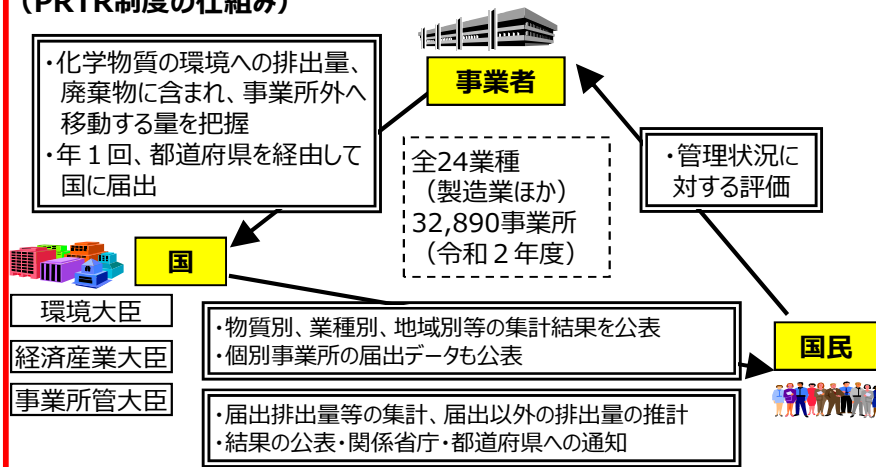 （PRTR制度の仕組み）
・化学物質の環境への排出量、
廃棄物に含まれ、事業所外へ
移動する量を把握
・年１回、都道府県を経由して
国に届出
事業者
全24業種
（製造業ほか）
32,890事業所
（令和２年度）
・管理状況に
対する評価
国
環境大臣
経済産業大臣
事業所管大臣
・物質別、業種別、地域別等の集計結果を公表
・個別事業所の届出データも公表
国民
・届出排出量等の集計、届出以外の排出量の推計
・結果の公表・関係省庁・都道府県への通知